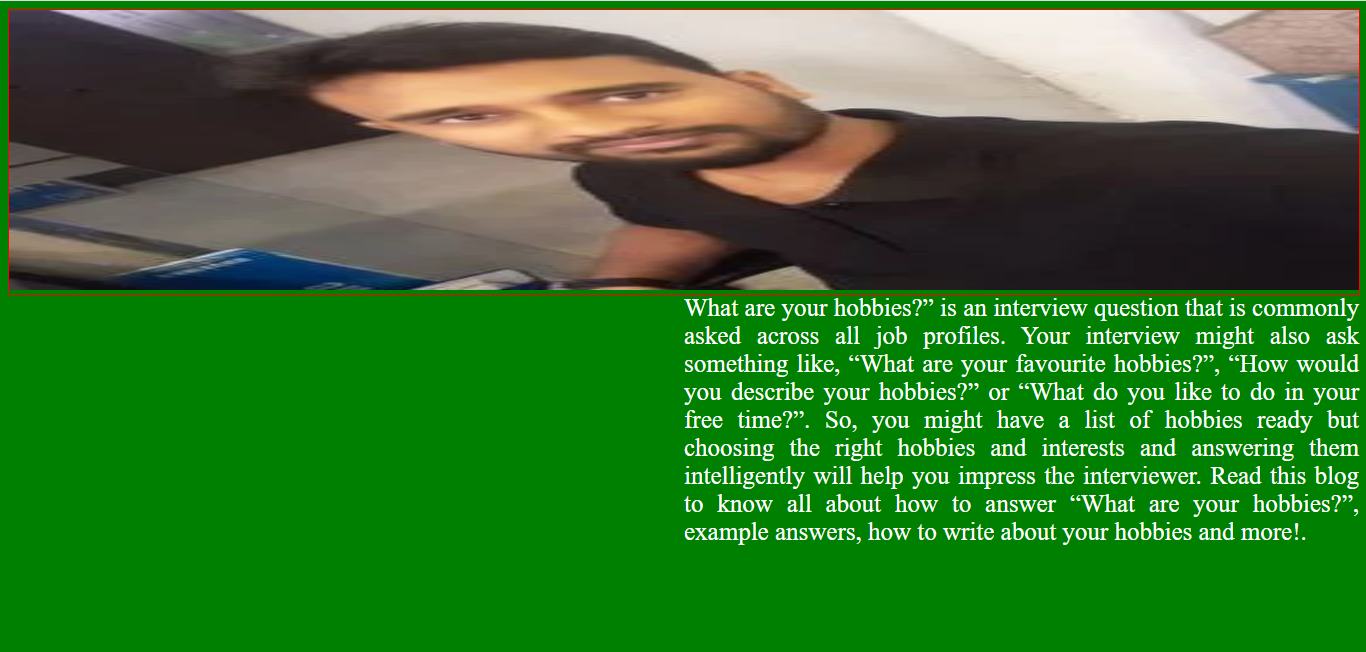 What are your hobbies?” is an interview question that is commonly
asked across all job profiles. Your interview might also ask
something like, “What are your favourite hobbies?”, “How would
you describe your hobbies?” or “What do you like to do in your
free time?”. So, you might have a list of hobbies ready but
choosing the right hobbies and interests and answering them
intelligently will help you impress the interviewer. Read this blog
to know all about how to answer “What are your hobbies?”,
example answers, how to write about your hobbies and more!.